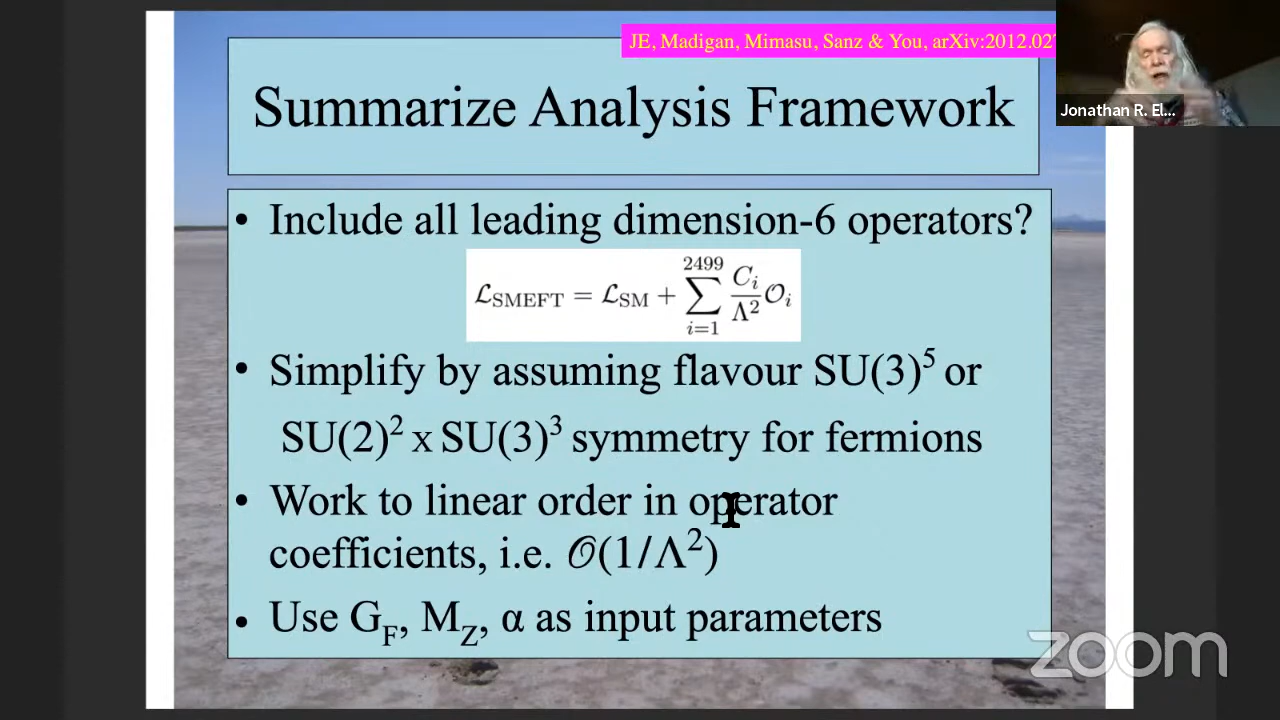 JE, Madigan, Mimasu, Sanz & You, arXiv:2012.02
Jonathan R. El...
Summarize Analysis Framework
• Include all leading dimension-6 operators?
ℒ_SMEFT = ℒ_SM + ∑_{i=1}^{2499} C_i/Λ² 𝒪_i
• Simplify by assuming flavour SU(3)⁵ or
SU(2)² x SU(3)³ symmetry for fermions
• Work to linear order in operator
coefficients, i.e. 𝒪(1/Λ²)
• Use G_F, M_Z, α as input parameters
zoom